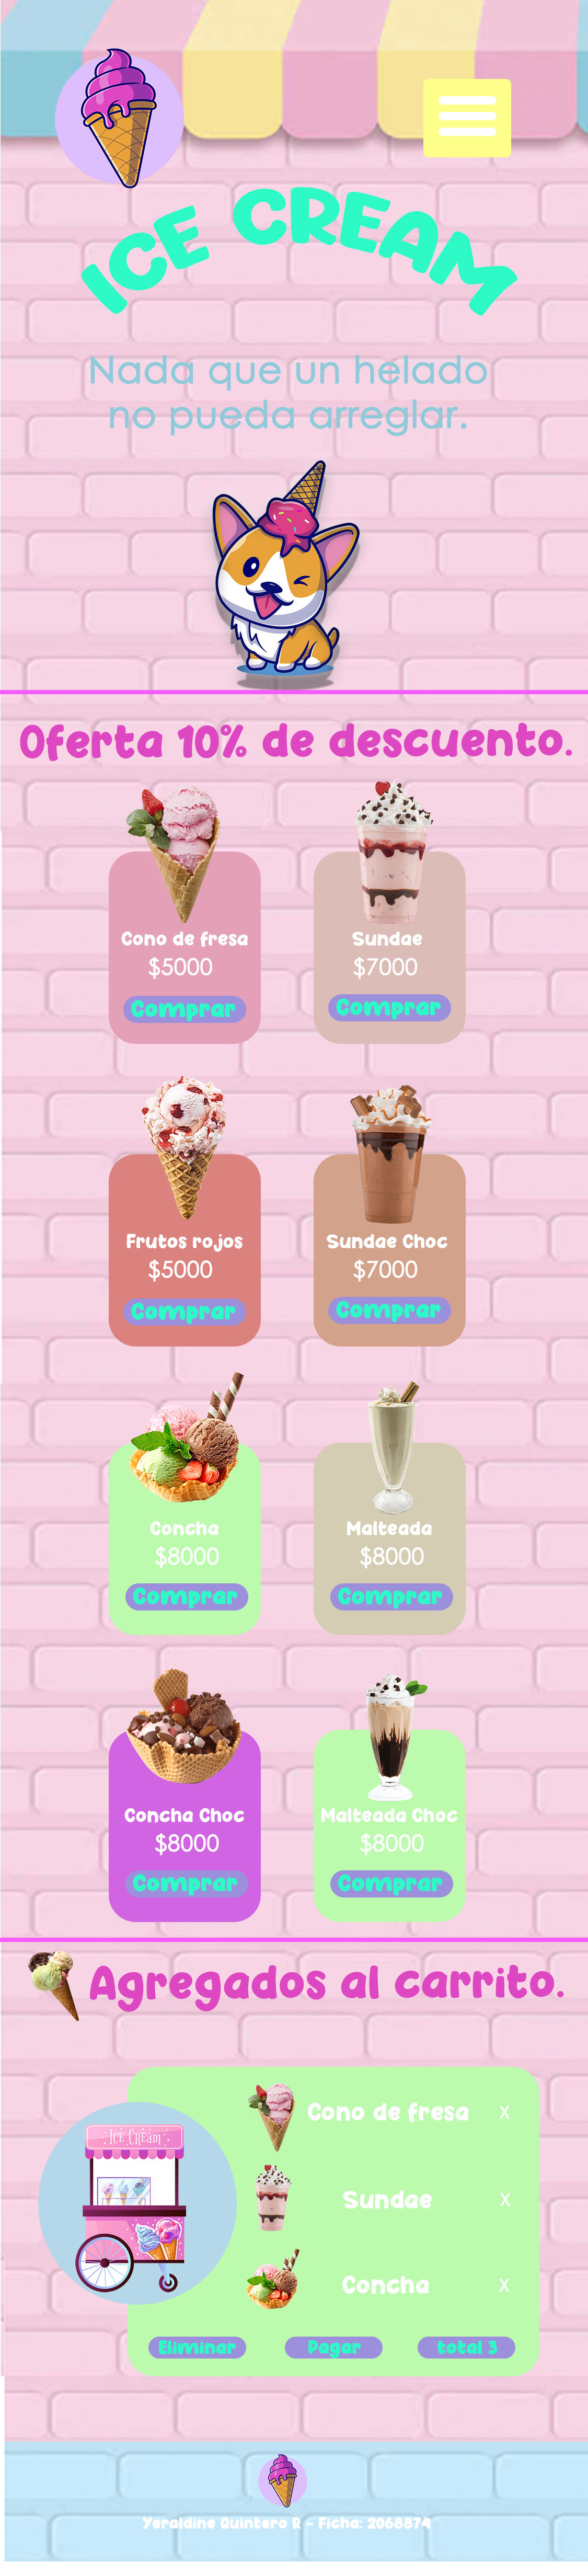 ICE CREAM
Nada que un helado
no pueda arreglar.
Oferta 10% de descuento.
Cono de fresa
$5000
Comprar
Sundae
$7000
Comprar
Frutos rojos
$5000
Comprar
Sundae Choc
$7000
Comprar
Concha
$8000
Comprar
Malteada
$8000
Comprar
Concha Choc
$8000
Comprar
Malteada Choc
$8000
Comprar
Agregados al carrito.
ICE CREAM
Cono de fresa X
Sundae X
Concha X
Eliminar
Pagar
total 3
Yeraldine Quintero R - Ficha: 2068874